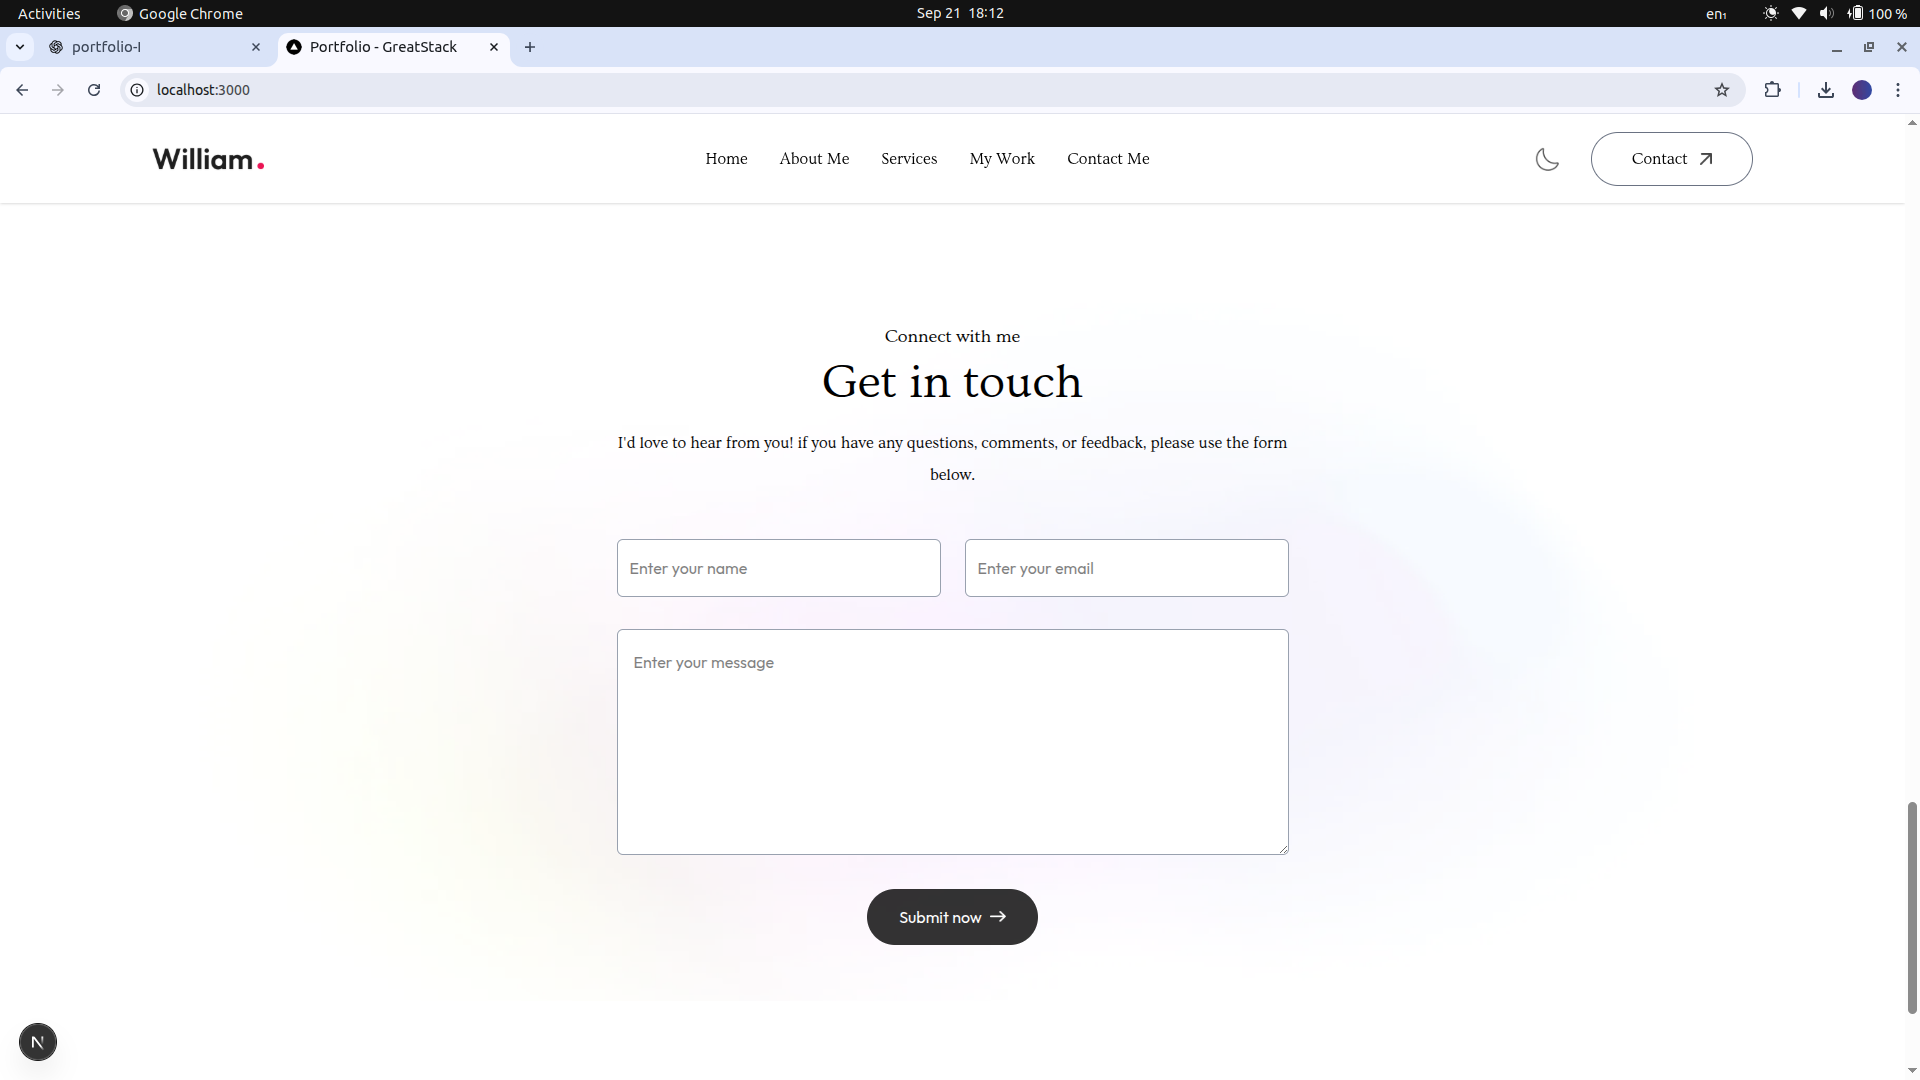 Activities
Google Chrome
Sep 21 18:12
en₁
100 %
portfolio-I
Portfolio - GreatStack
localhost:3000
William.
Home
About Me
Services
My Work
Contact Me
Contact
Connect with me
Get in touch
I'd love to hear from you! if you have any questions, comments, or feedback, please use the form
below.
Enter your name
Enter your email
Enter your message
Submit now
N